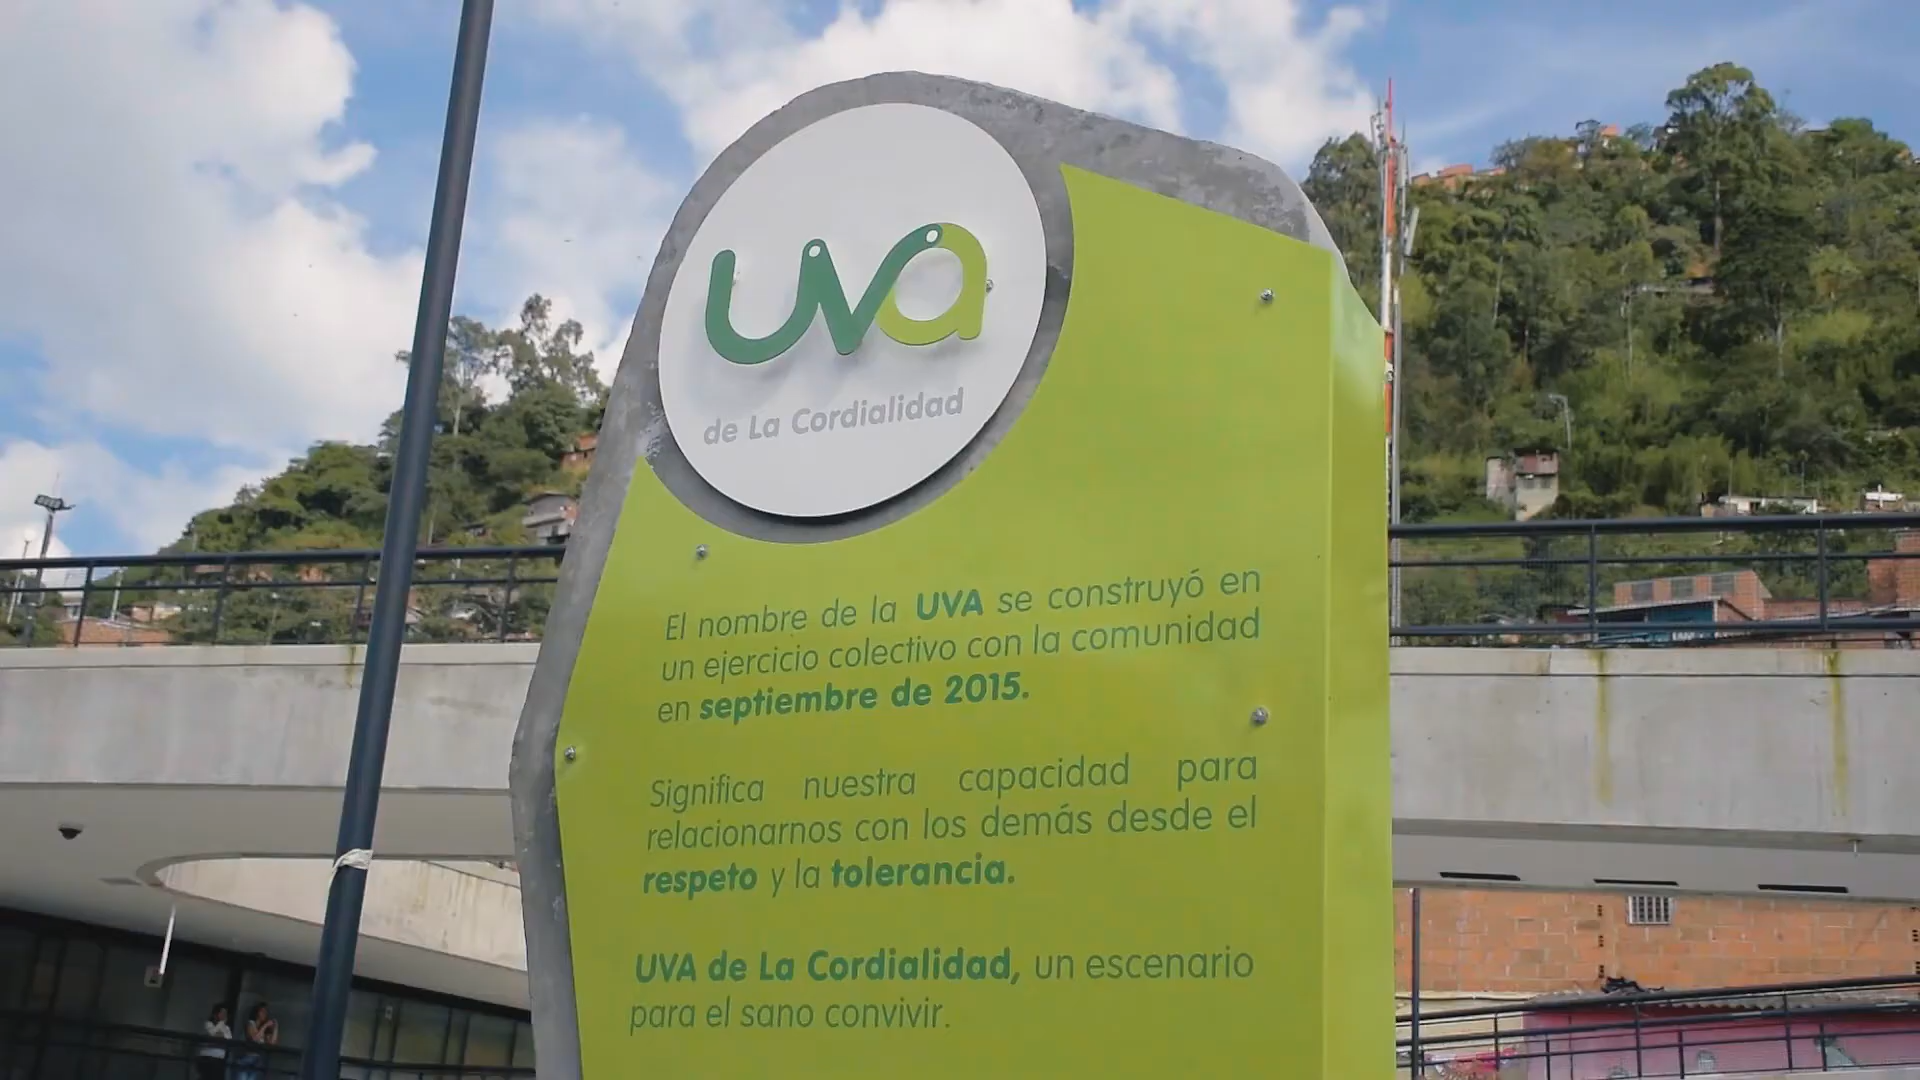 uva
de La Cordialidad
El nombre de la UVA se construyó en
un ejercicio colectivo con la comunidad
en septiembre de 2015.
Significa nuestra capacidad para
relacionarnos con los demás desde el
respeto y la tolerancia.
UVA de La Cordialidad, un escenario
para el sano convivir.